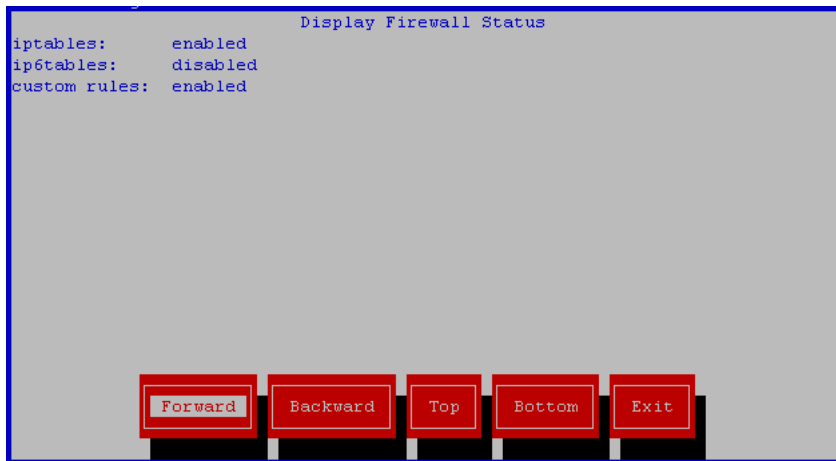 Display Firewall Status
iptables: enabled
ip6tables: disabled
custom rules: enabled
Forward Backward Top Bottom Exit